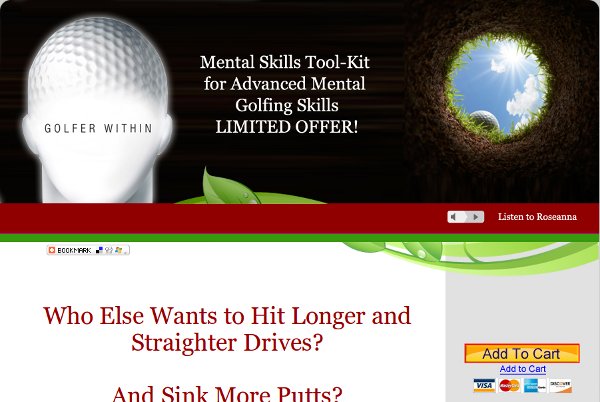 Mental Skills Tool-Kit
for Advanced Mental
Golfing Skills
LIMITED OFFER!
GOLFER WITHIN
Listen to Roseanna
BOOKMARK
Who Else Wants to Hit Longer and
Straighter Drives?
And Sink More Putts?
Add To Cart
Add to Cart
VISA
DISCOVER